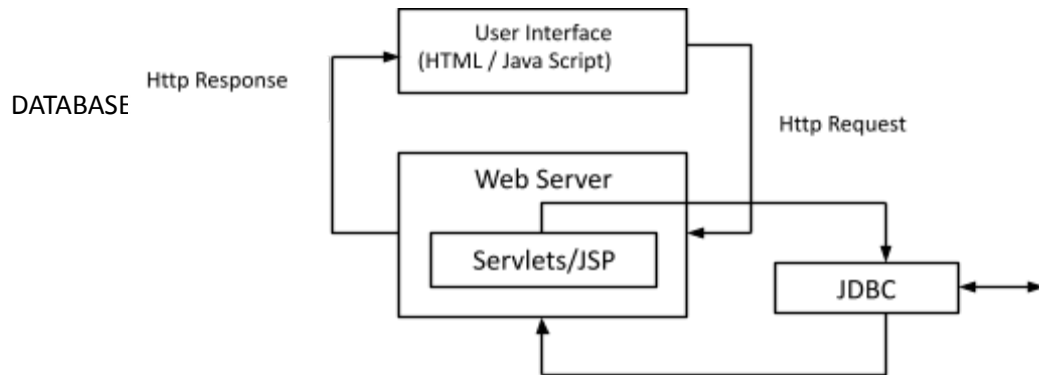 User Interface
(HTML / Java Script)
Http Response
DATABASE
Http Request
Web Server
Servlets/JSP
JDBC